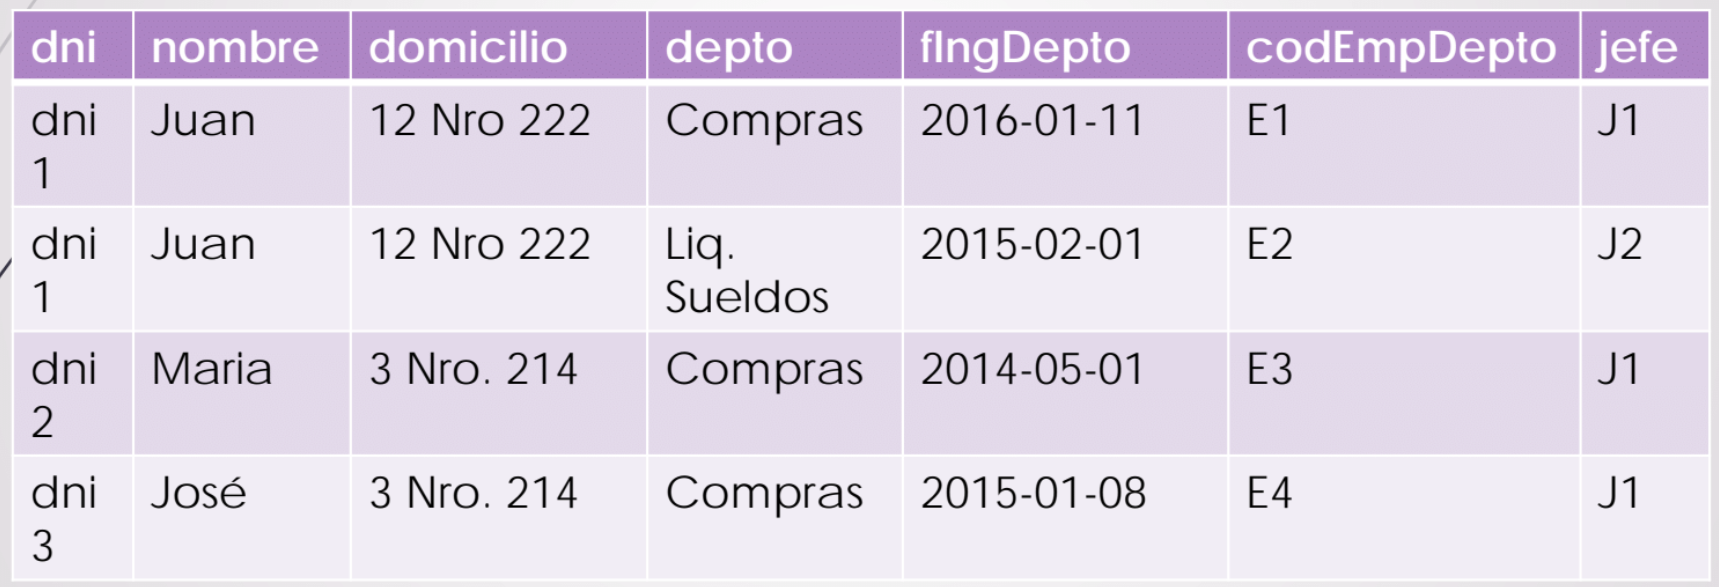 dni nombre domicilio depto fIngDepto codEmpDepto jefe
dni Juan 12 Nro 222 Compras 2016-01-11 E1 J1
1
dni Juan 12 Nro 222 Liq. 2015-02-01 E2 J2
1 Sueldos
dni Maria 3 Nro. 214 Compras 2014-05-01 E3 J1
2
dni José 3 Nro. 214 Compras 2015-01-08 E4 J1
3